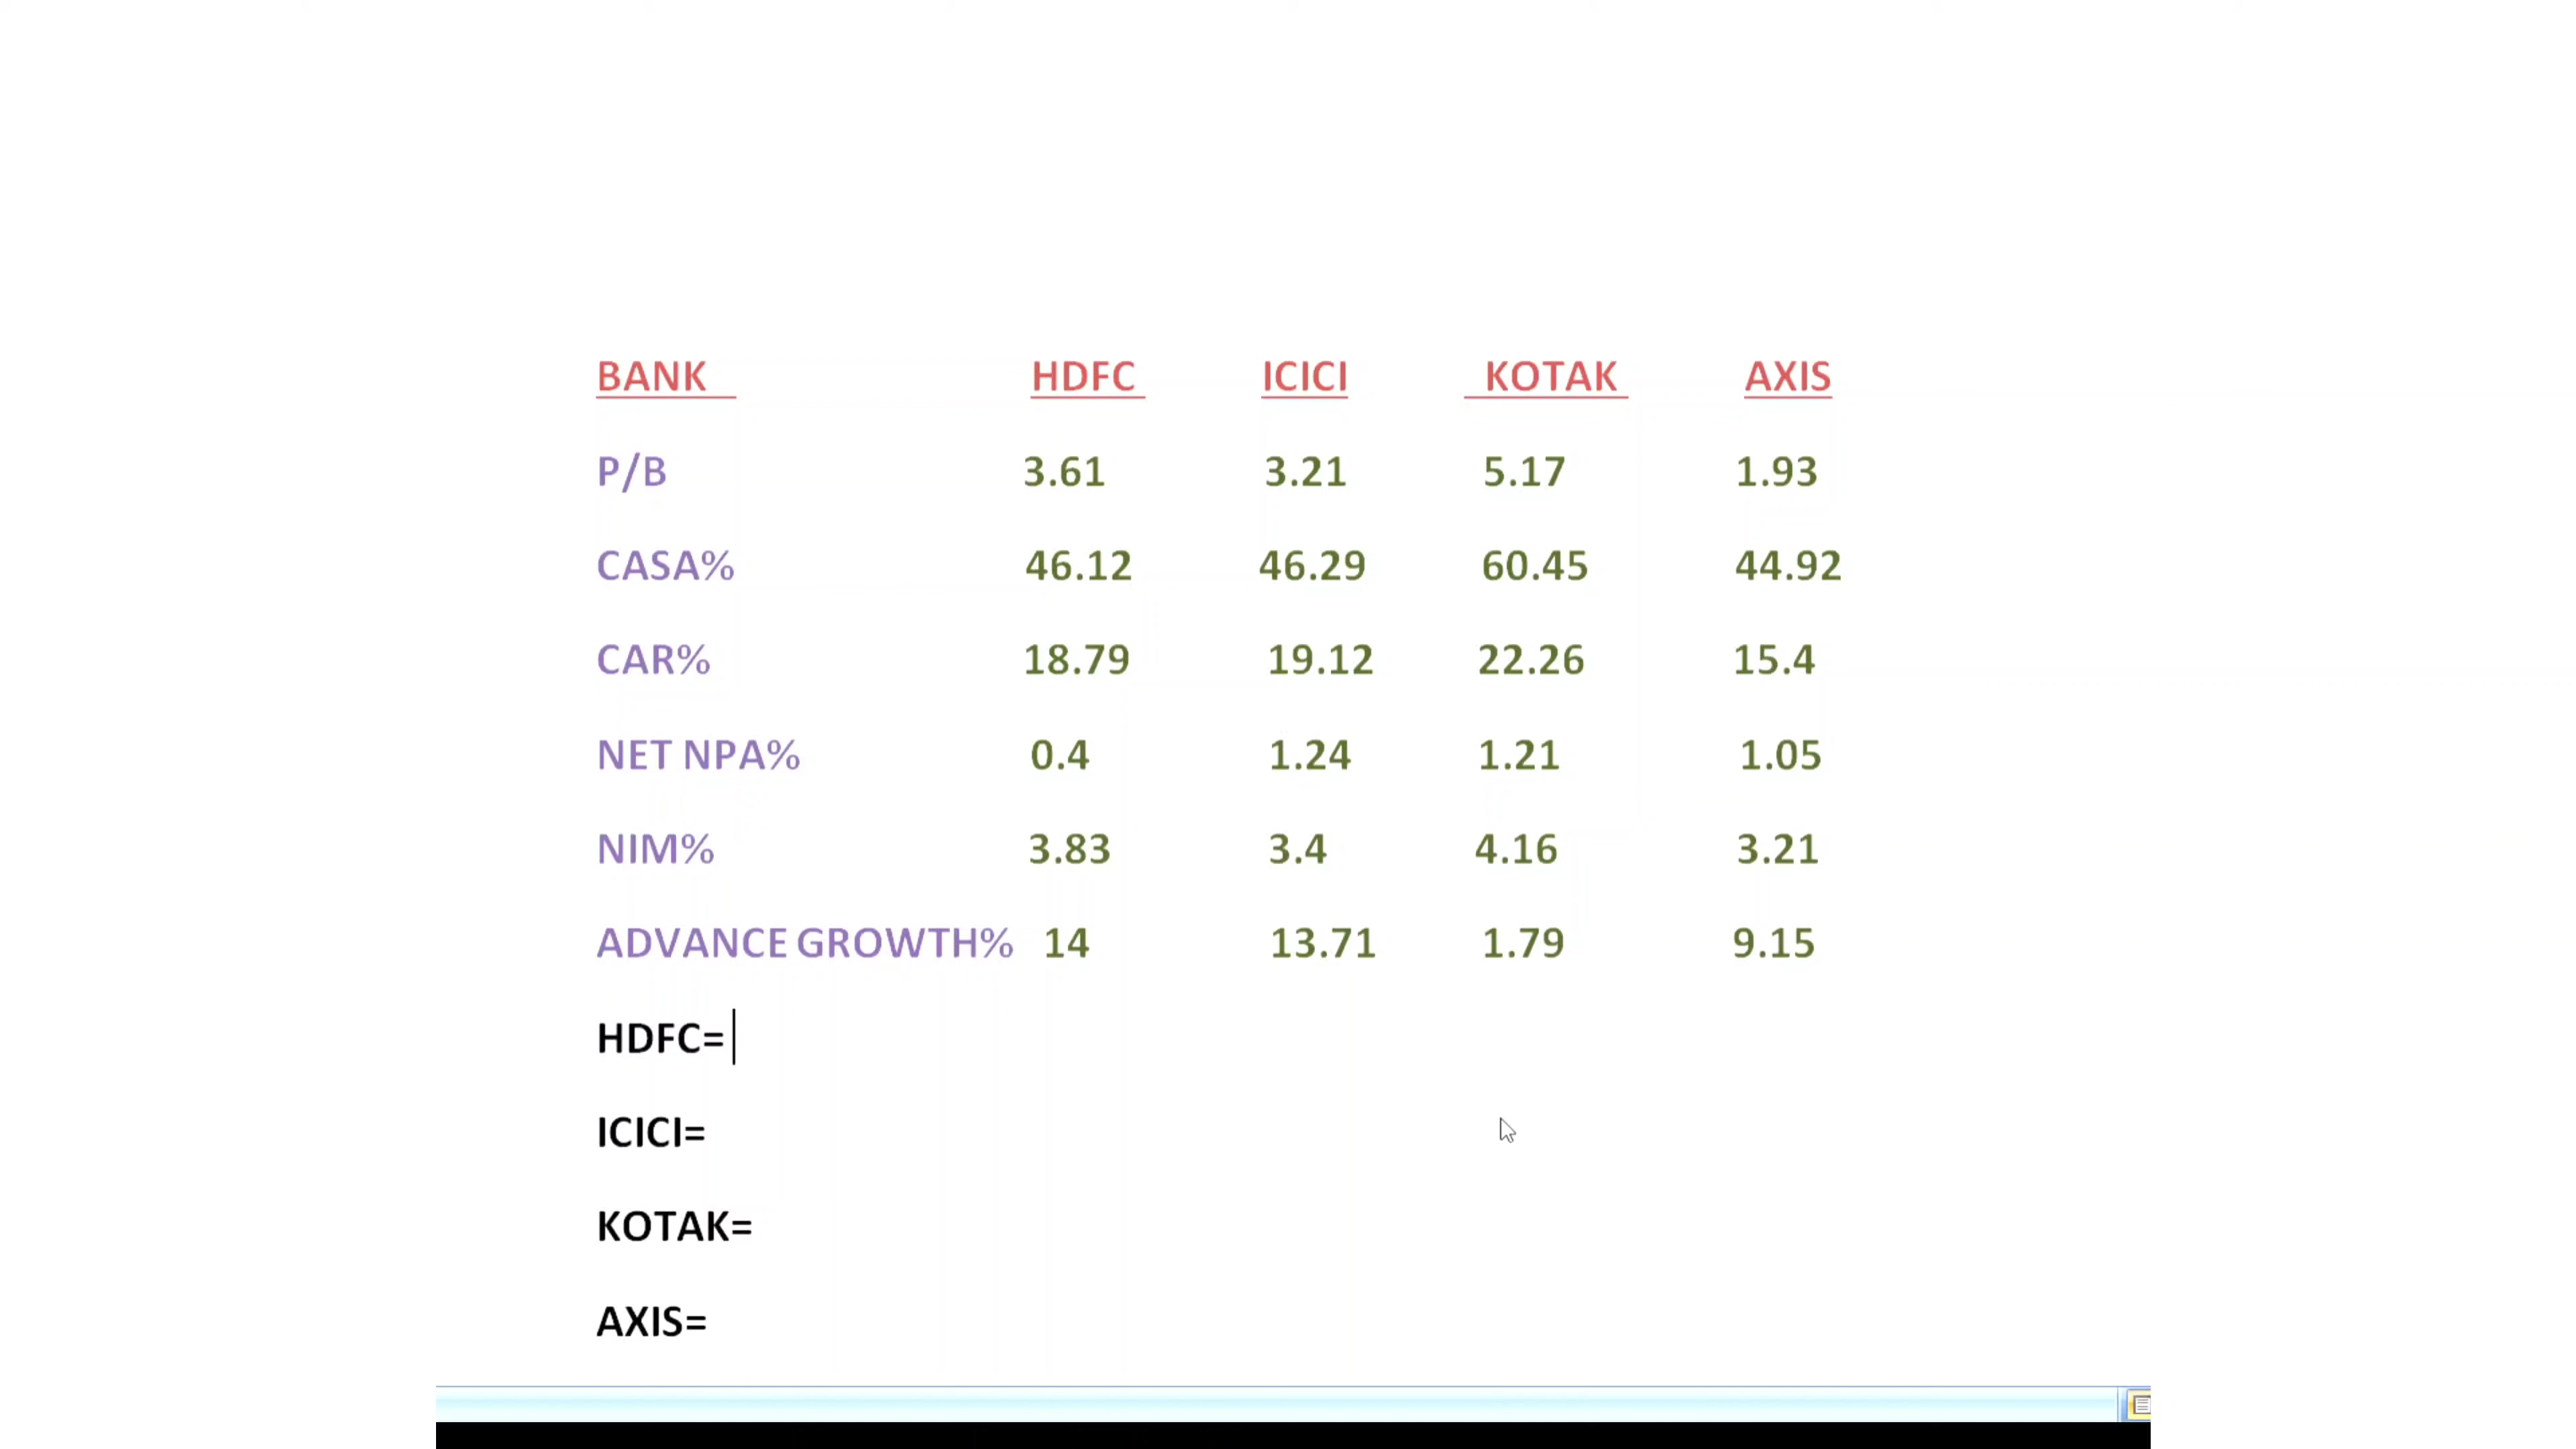 BANK HDFC ICICI KOTAK AXIS
P/B 3.61 3.21 5.17 1.93
CASA% 46.12 46.29 60.45 44.92
CAR% 18.79 19.12 22.26 15.4
NET NPA% 0.4 1.24 1.21 1.05
NIM% 3.83 3.4 4.16 3.21
ADVANCE GROWTH% 14 13.71 1.79 9.15
HDFC=
ICICI=
KOTAK=
AXIS=